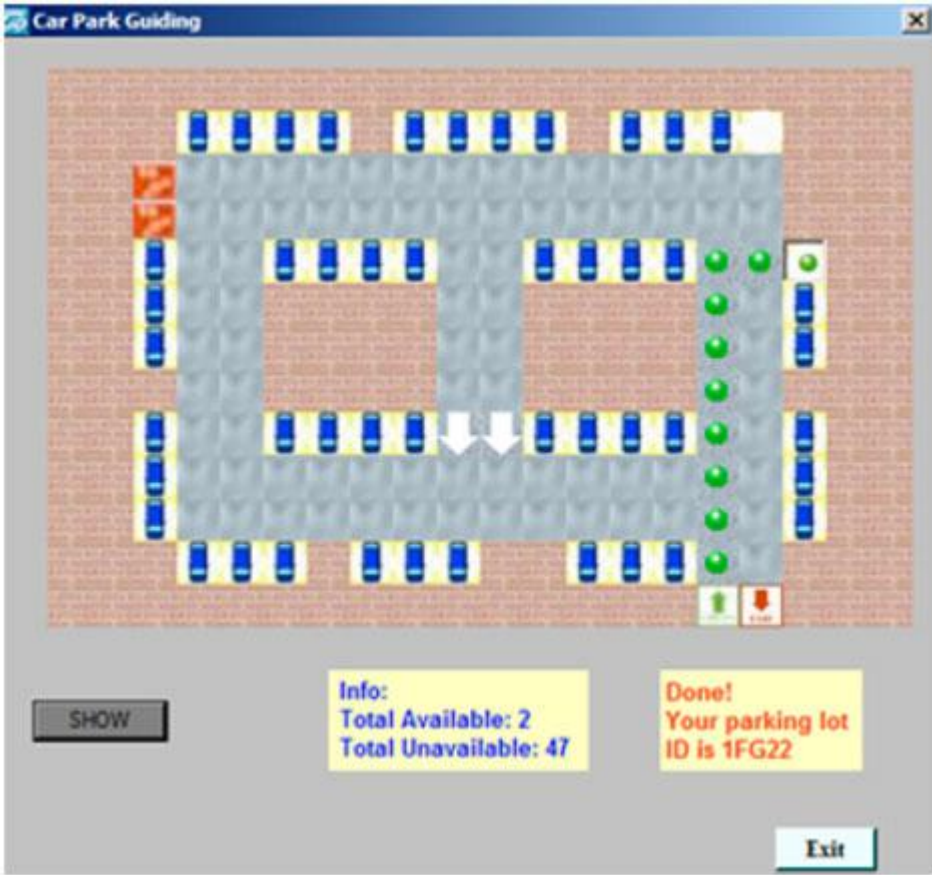 Car Park Guiding
SHOW
Info:
Total Available: 2
Total Unavailable: 47
Done!
Your parking lot
ID is 1FG22
Exit